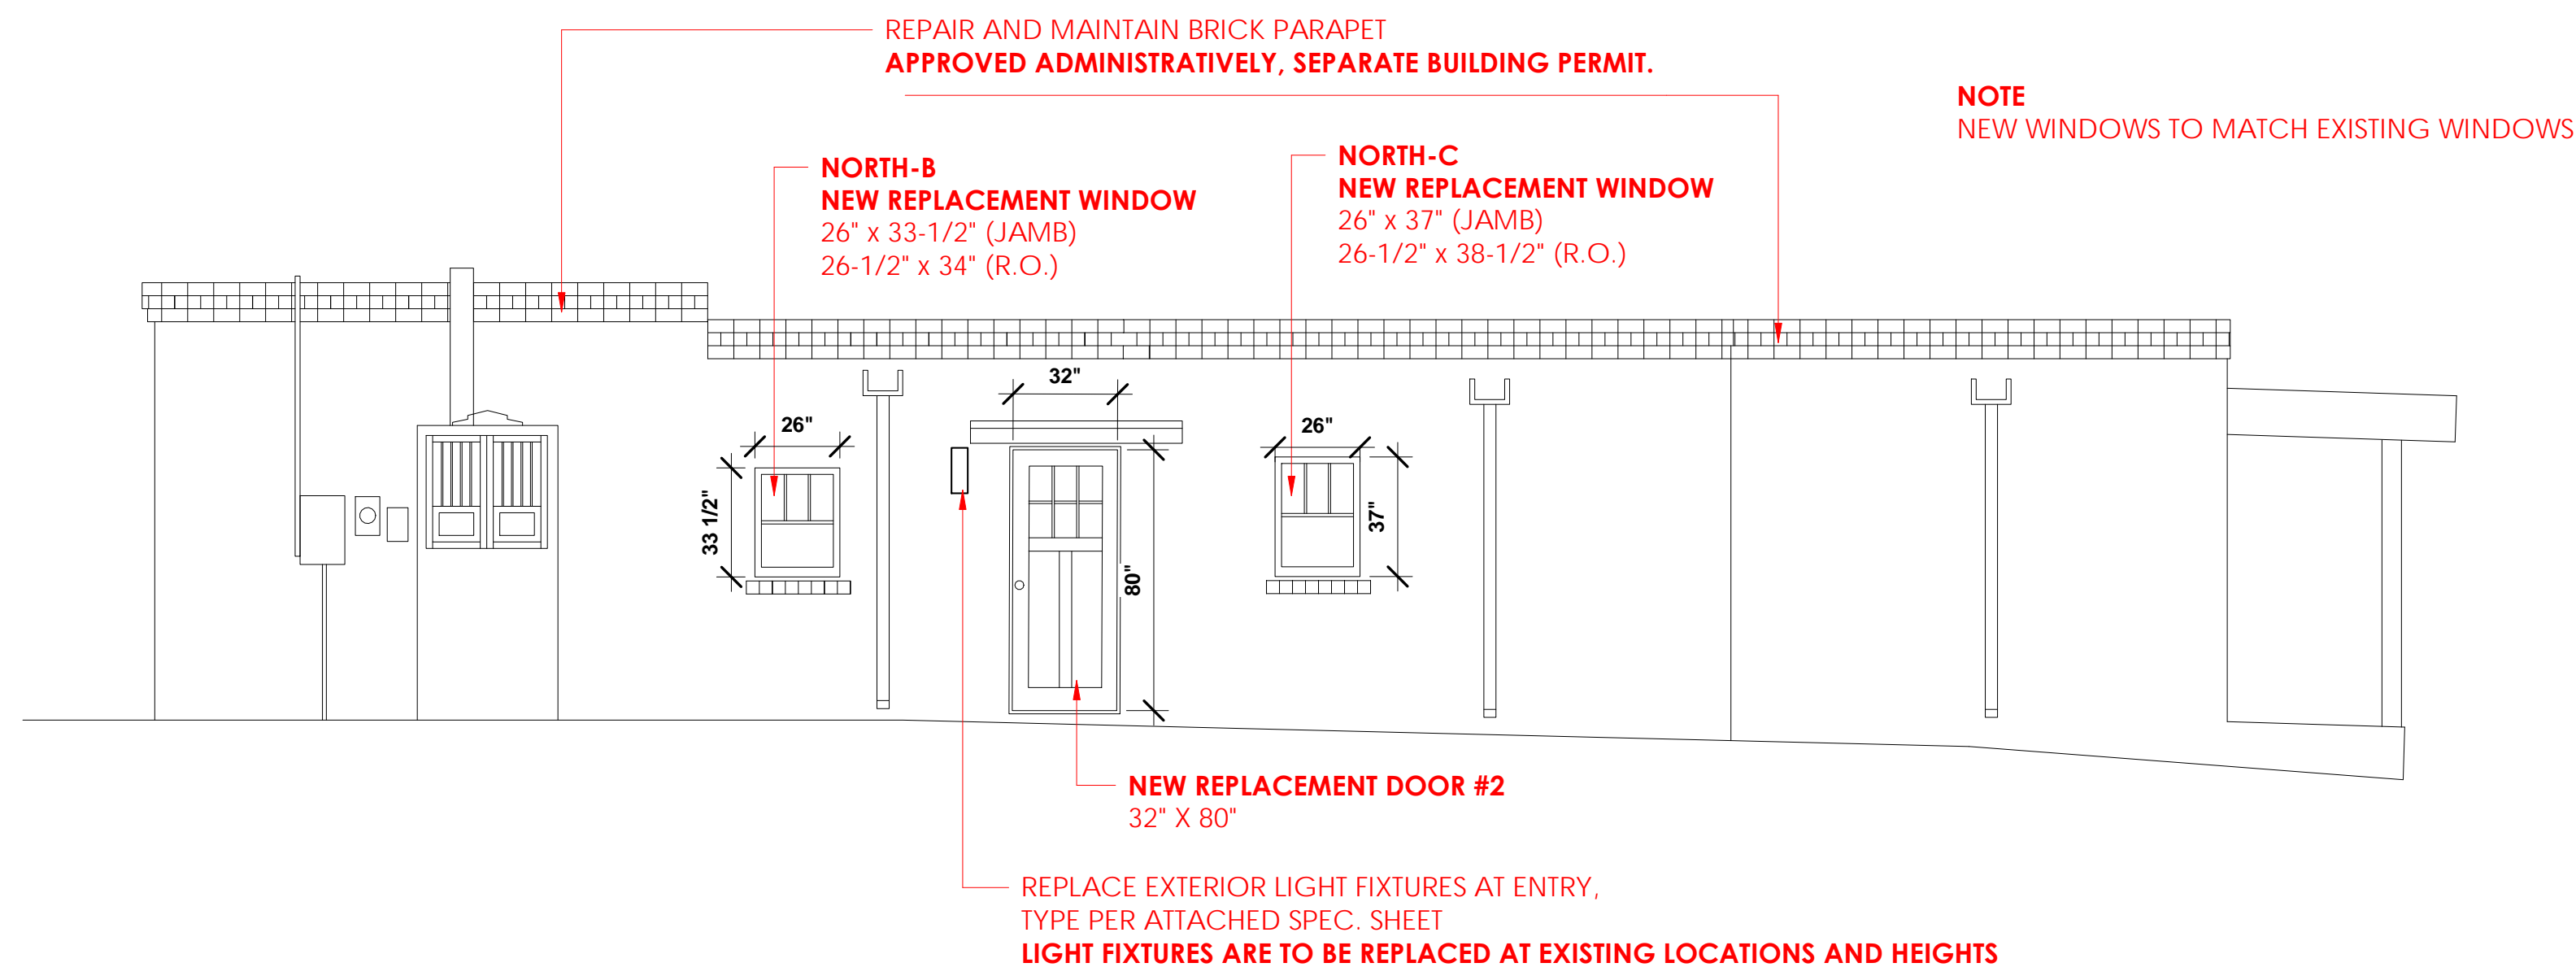 REPAIR AND MAINTAIN BRICK PARAPET
APPROVED ADMINISTRATIVELY, SEPARATE BUILDING PERMIT.
NOTE
NEW WINDOWS TO MATCH EXISTING WINDOWS
NORTH-B
NEW REPLACEMENT WINDOW
26" x 33-1/2" (JAMB)
26-1/2" x 34" (R.O.)
NORTH-C
NEW REPLACEMENT WINDOW
26" x 37" (JAMB)
26-1/2" x 38-1/2" (R.O.)
32"
26"
26"
33 1/2"
37"
80"
NEW REPLACEMENT DOOR #2
32" X 80"
REPLACE EXTERIOR LIGHT FIXTURES AT ENTRY,
TYPE PER ATTACHED SPEC. SHEET
LIGHT FIXTURES ARE TO BE REPLACED AT EXISTING LOCATIONS AND HEIGHTS